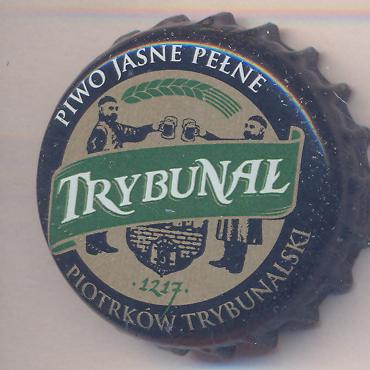 PIWO JASNE PEŁNE
TRYBUNAŁ
·1217·
PIOTRKÓW TRYBUNALSKI